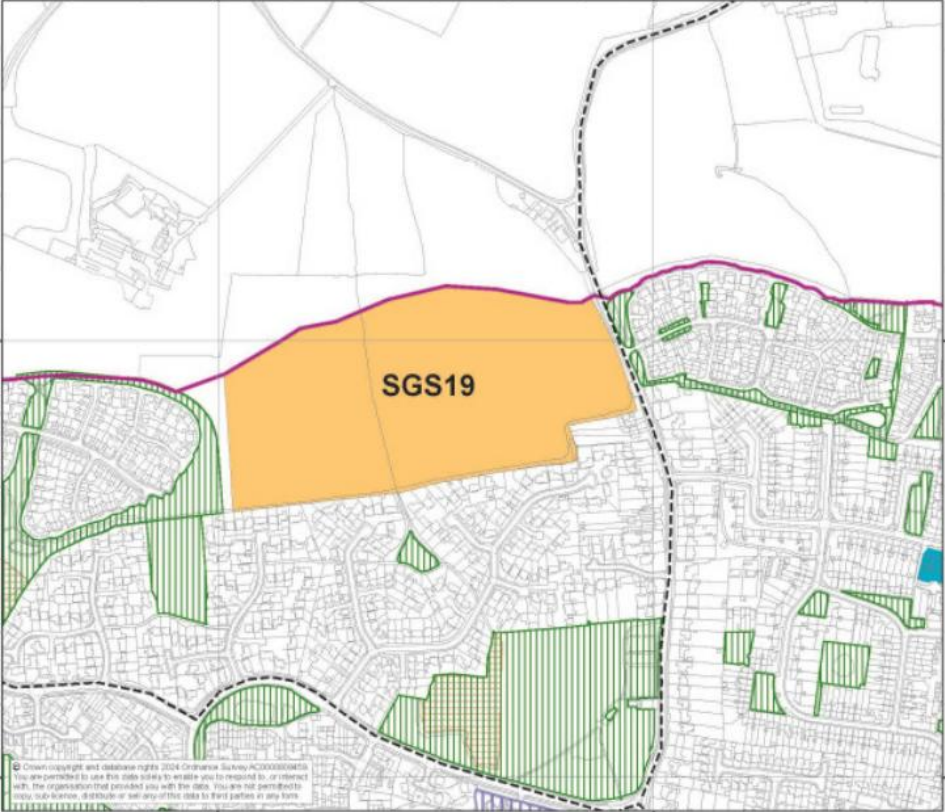 SGS19
© Crown copyright and database rights 2024 Ordnance Survey
You are permitted to use this data solely to enable you to respond to, or interact
with, the organisation that provided you with the data. You are not permitted to
copy, sub-licence, distribute or sell any of this data to third parties in any form